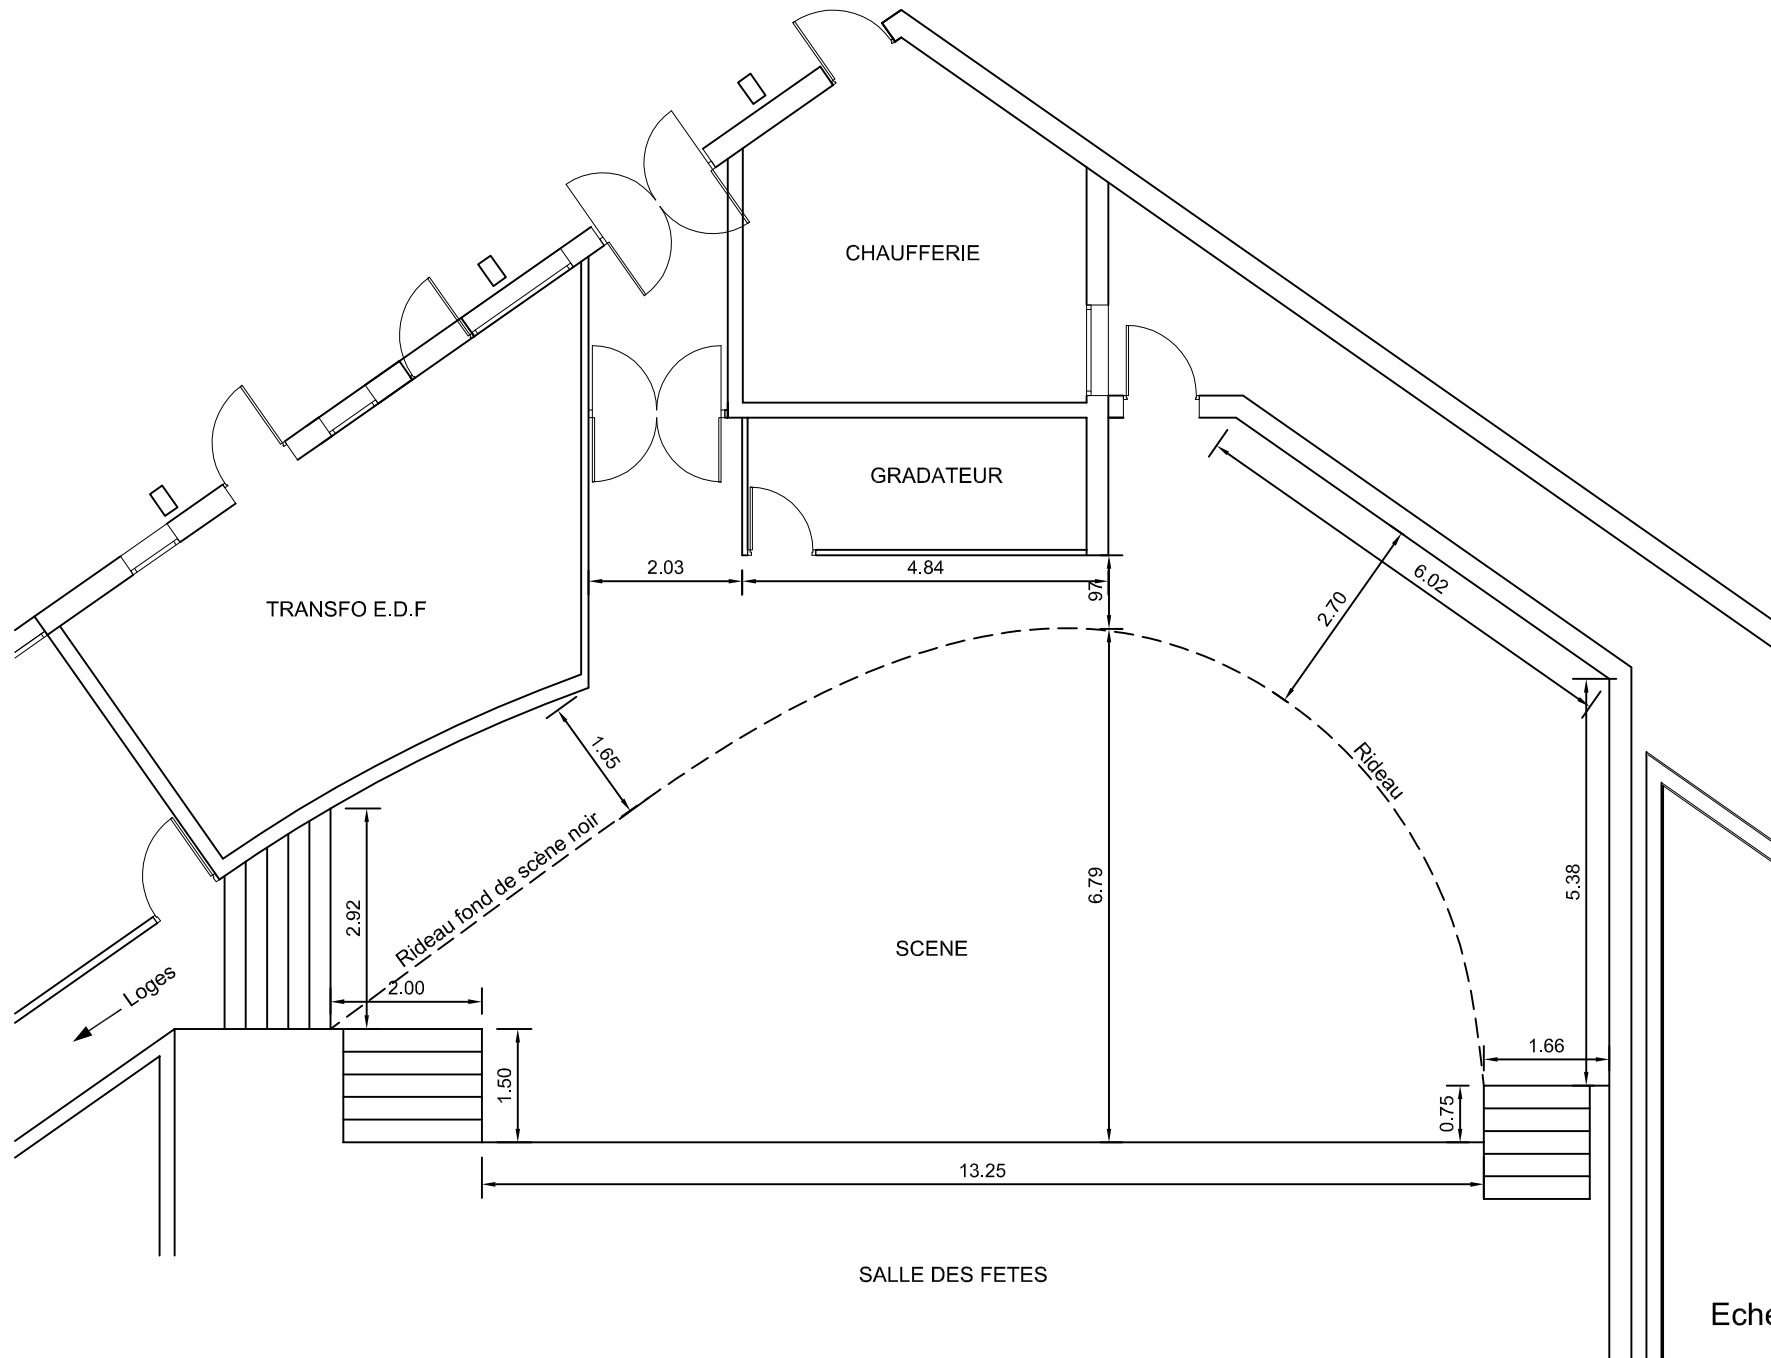 CHAUFFERIE
GRADATEUR
2.03
4.84
97
6.02
2.70
TRANSFO E.D.F
1.65
Rideau
Rideau fond de scène noir
6.79
5.38
2.92
SCENE
Loges
2.00
1.66
1.50
0.75
13.25
SALLE DES FETES
Eche